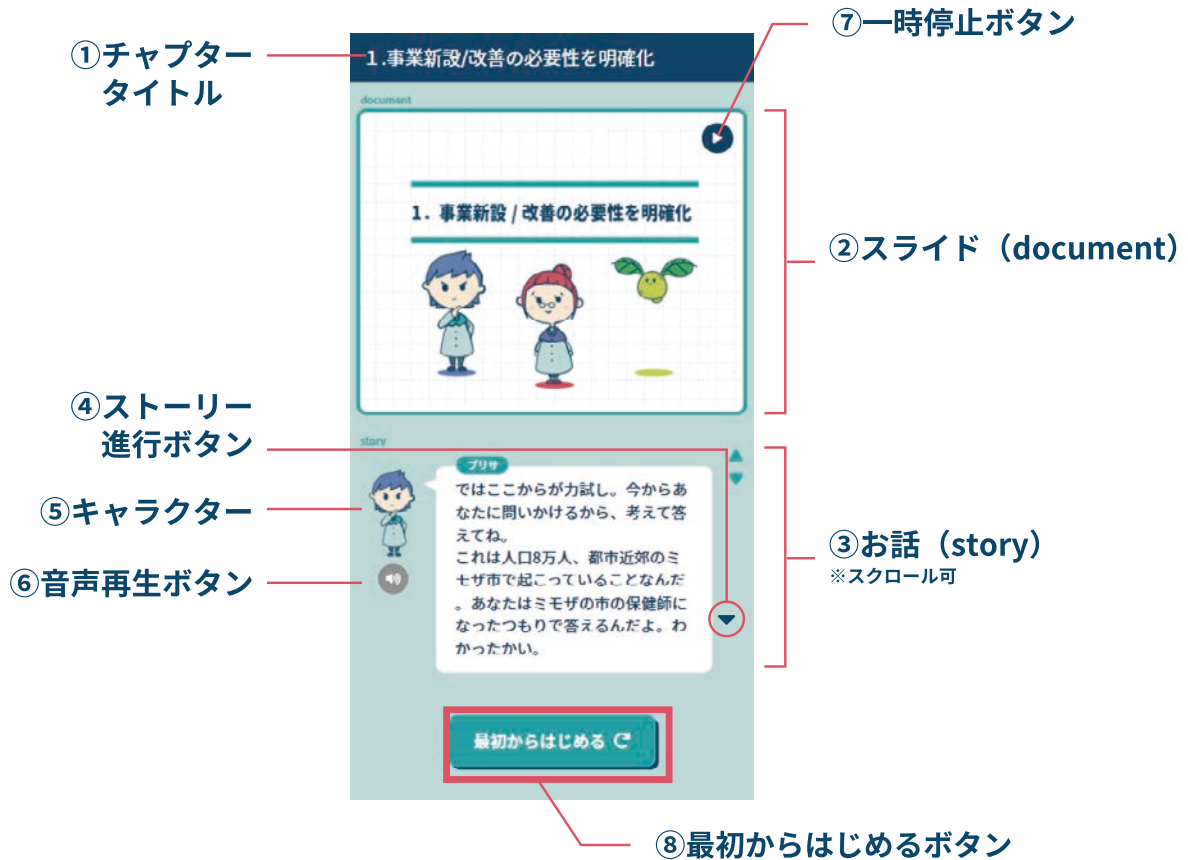 ⑦一時停止ボタン
①チャプター
タイトル
1.事業新設/改善の必要性を明確化
document
1. 事業新設 / 改善の必要性を明確化
②スライド（document）
④ストーリー
進行ボタン
story
プリサ
⑤キャラクター
ではここからが力試し。今からあ
なたに問いかけるから、考えて答
えてね。
これは人口8万人、都市近郊のミ
モザ市で起こっていることなんだ
。あなたはミモザの市の保健師に
なったつもりで答えるんだよ。わ
かったかい。
③お話（story）
※スクロール可
⑥音声再生ボタン
最初からはじめる
⑧最初からはじめるボタン